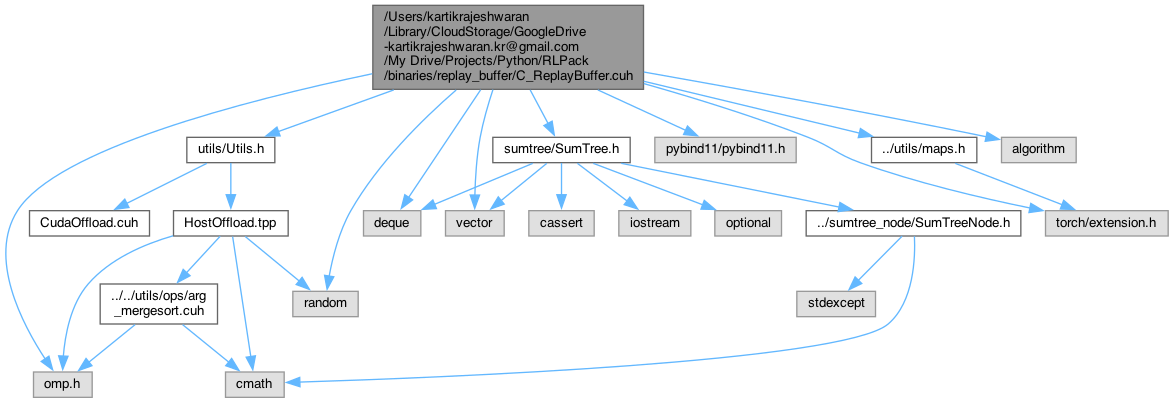 /Users/kartikrajeshwaran
/Library/CloudStorage/GoogleDrive
-kartikrajeshwaran.kr@gmail.com
/My Drive/Projects/Python/RLPack
/binaries/replay_buffer/C_ReplayBuffer.cuh
utils/Utils.h
sumtree/SumTree.h
pybind11/pybind11.h
../utils/maps.h
algorithm
CudaOffload.cuh
HostOffload.tpp
deque
vector
cassert
iostream
optional
../sumtree_node/SumTreeNode.h
torch/extension.h
../../utils/ops/arg
_mergesort.cuh
random
stdexcept
omp.h
cmath